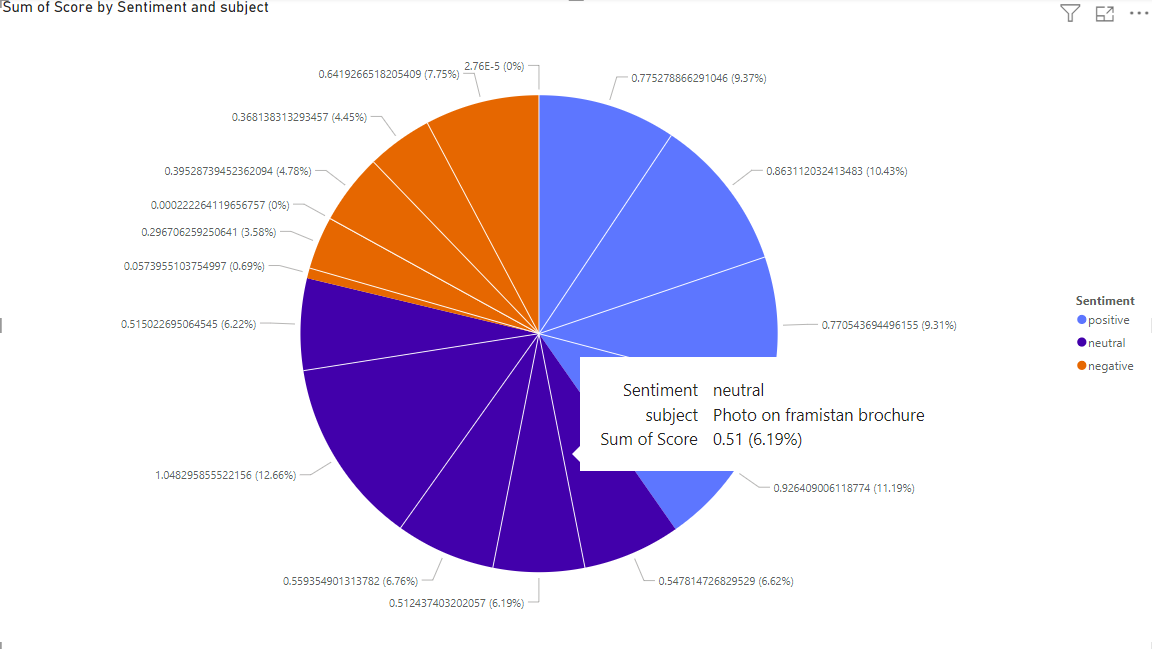 Sum of Score by Sentiment and subject
2.76E-5 (0%)
0.6419266518205409 (7.75%)
0.775278866291046 (9.37%)
0.368138313293457 (4.45%)
0.863112032413483 (10.43%)
0.39528739452362094 (4.78%)
0.000222264119656757 (0%)
0.296706259250641 (3.58%)
0.0573955103754997 (0.69%)
0.515022695064545 (6.22%)
0.770543694496155 (9.31%)
Sentiment
positive
neutral
negative
Sentiment neutral
subject Photo on framistan brochure
Sum of Score 0.51 (6.19%)
1.048295855522156 (12.66%)
0.926409006118774 (11.19%)
0.559354901313782 (6.76%)
0.547814726829529 (6.62%)
0.512437403202057 (6.19%)